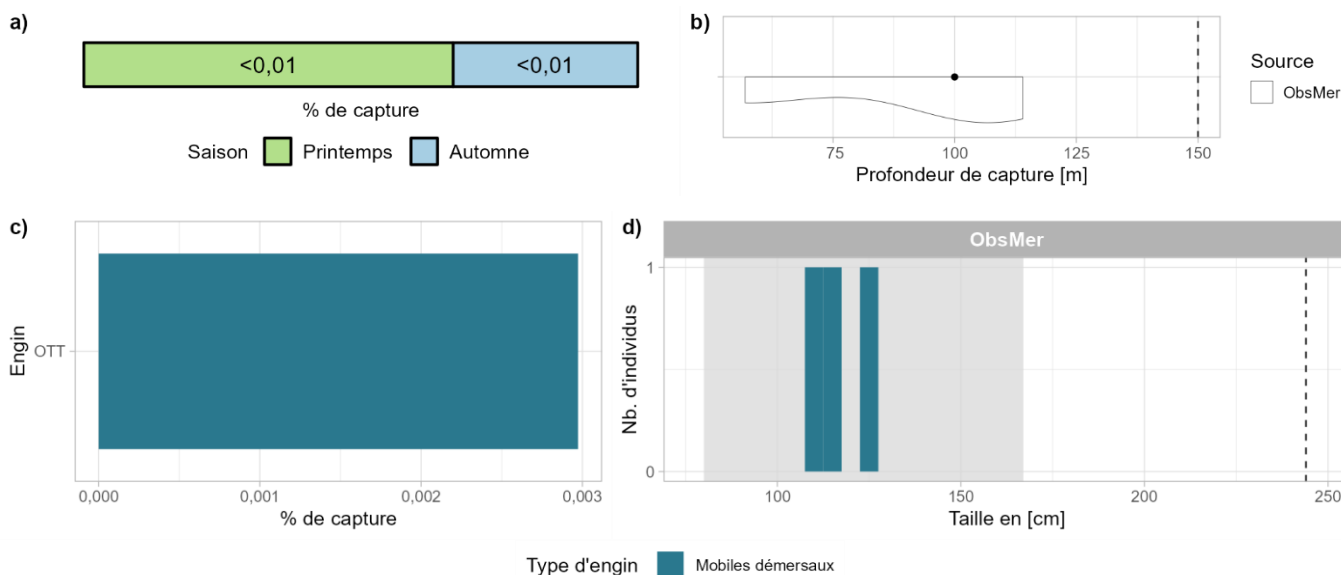 a)
<0,01 <0,01
% de capture
Saison Printemps Automne
b)
75 100 125 150
Profondeur de capture [m]
Source
ObsMer
c)
Engin
OTT
0,000 0,001 0,002 0,003
% de capture
d)
ObsMer
Nb. d'individus
1
0
100 150 200 250
Taille en [cm]
Type d'engin Mobiles démersaux